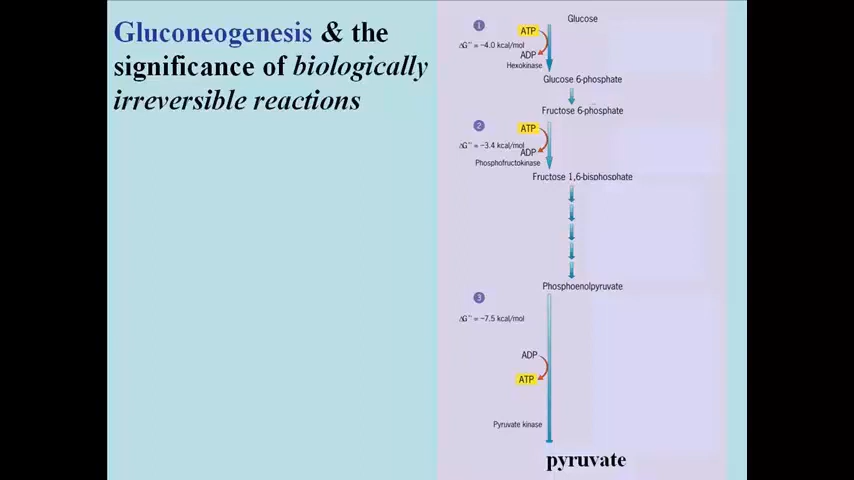 Gluconeogenesis & the
significance of biologically
irreversible reactions
Glucose
1
ATP
ΔG°' = −4.0 kcal/mol
ADP
Hexokinase
Glucose 6-phosphate
Fructose 6-phosphate
2
ATP
ΔG°' = −3.4 kcal/mol
ADP
Phosphofructokinase
Fructose 1,6-bisphosphate
Phosphoenolpyruvate
3
ΔG°' = −7.5 kcal/mol
ADP
ATP
Pyruvate kinase
pyruvate